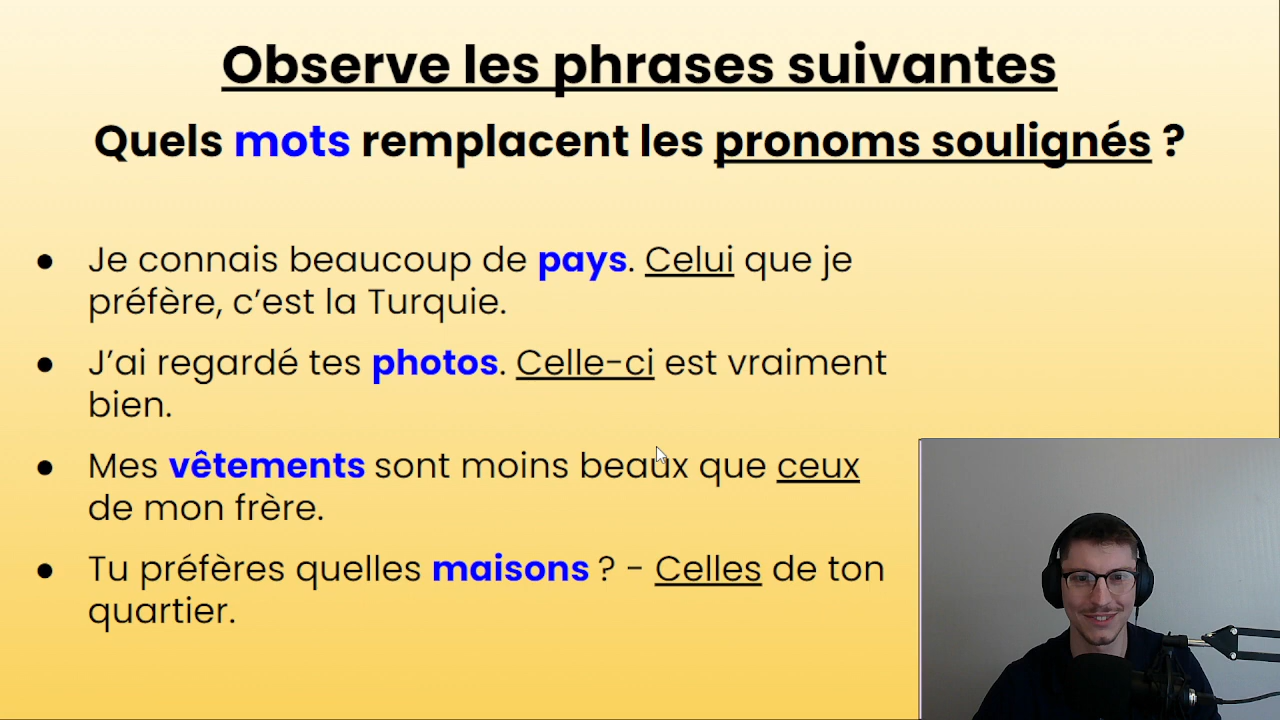 Observe les phrases suivantes
Quels mots remplacent les pronoms soulignés ?
● Je connais beaucoup de pays. Celui que je
préfère, c’est la Turquie.
● J’ai regardé tes photos. Celle-ci est vraiment
bien.
● Mes vêtements sont moins beaux que ceux
de mon frère.
● Tu préfères quelles maisons ? - Celles de ton
quartier.